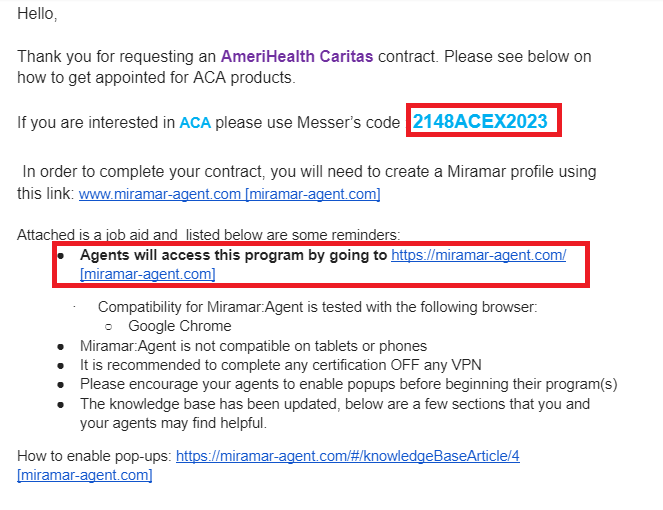 Hello,
Thank you for requesting an AmeriHealth Caritas contract. Please see below on
how to get appointed for ACA products.
If you are interested in ACA please use Messer's code 2148ACEX2023
In order to complete your contract, you will need to create a Miramar profile using
this link: www.miramar-agent.com [miramar-agent.com]
Attached is a job aid and listed below are some reminders:
● Agents will access this program by going to https://miramar-agent.com/
[miramar-agent.com]
· Compatibility for Miramar:Agent is tested with the following browser:
○ Google Chrome
● Miramar:Agent is not compatible on tablets or phones
● It is recommended to complete any certification OFF any VPN
● Please encourage your agents to enable popups before beginning their program(s)
● The knowledge base has been updated, below are a few sections that you and
your agents may find helpful.
How to enable pop-ups: https://miramar-agent.com/#/knowledgeBaseArticle/4
[miramar-agent.com]